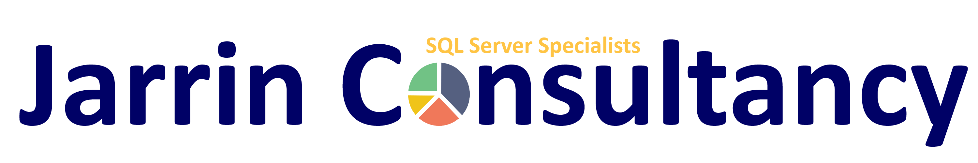 SQL Server Specialists
Jarrin Consultancy